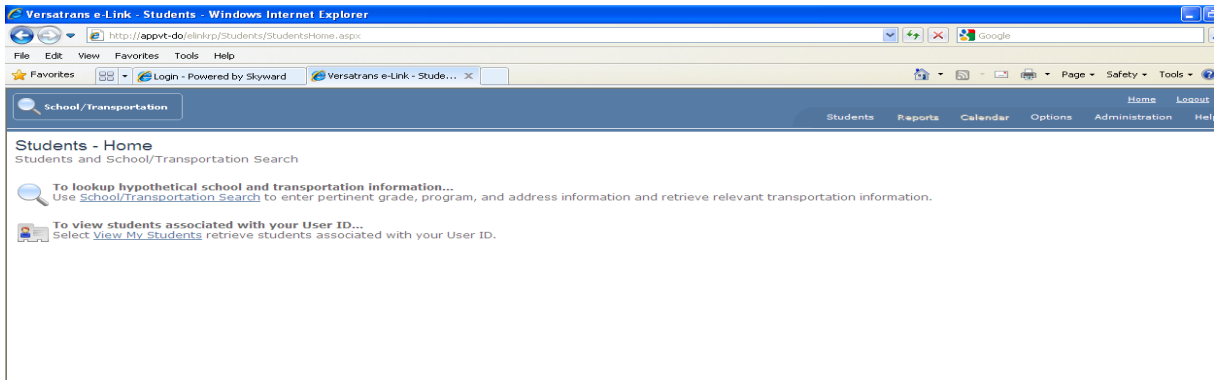 Versatrans e-Link - Students - Windows Internet Explorer
http://appvt-do/elinkrp/Students/StudentsHome.aspx
Google
File Edit View Favorites Tools Help
Favorites
Login - Powered by Skyward
Versatrans e-Link - Stude...
Page
Safety
Tools
School/Transportation
Home Logout
Students Reports Calendar Options Administration Help
Students - Home
Students and School/Transportation Search
To lookup hypothetical school and transportation information...
Use School/Transportation Search to enter pertinent grade, program, and address information and retrieve relevant transportation information.
To view students associated with your User ID...
Select View My Students retrieve students associated with your User ID.